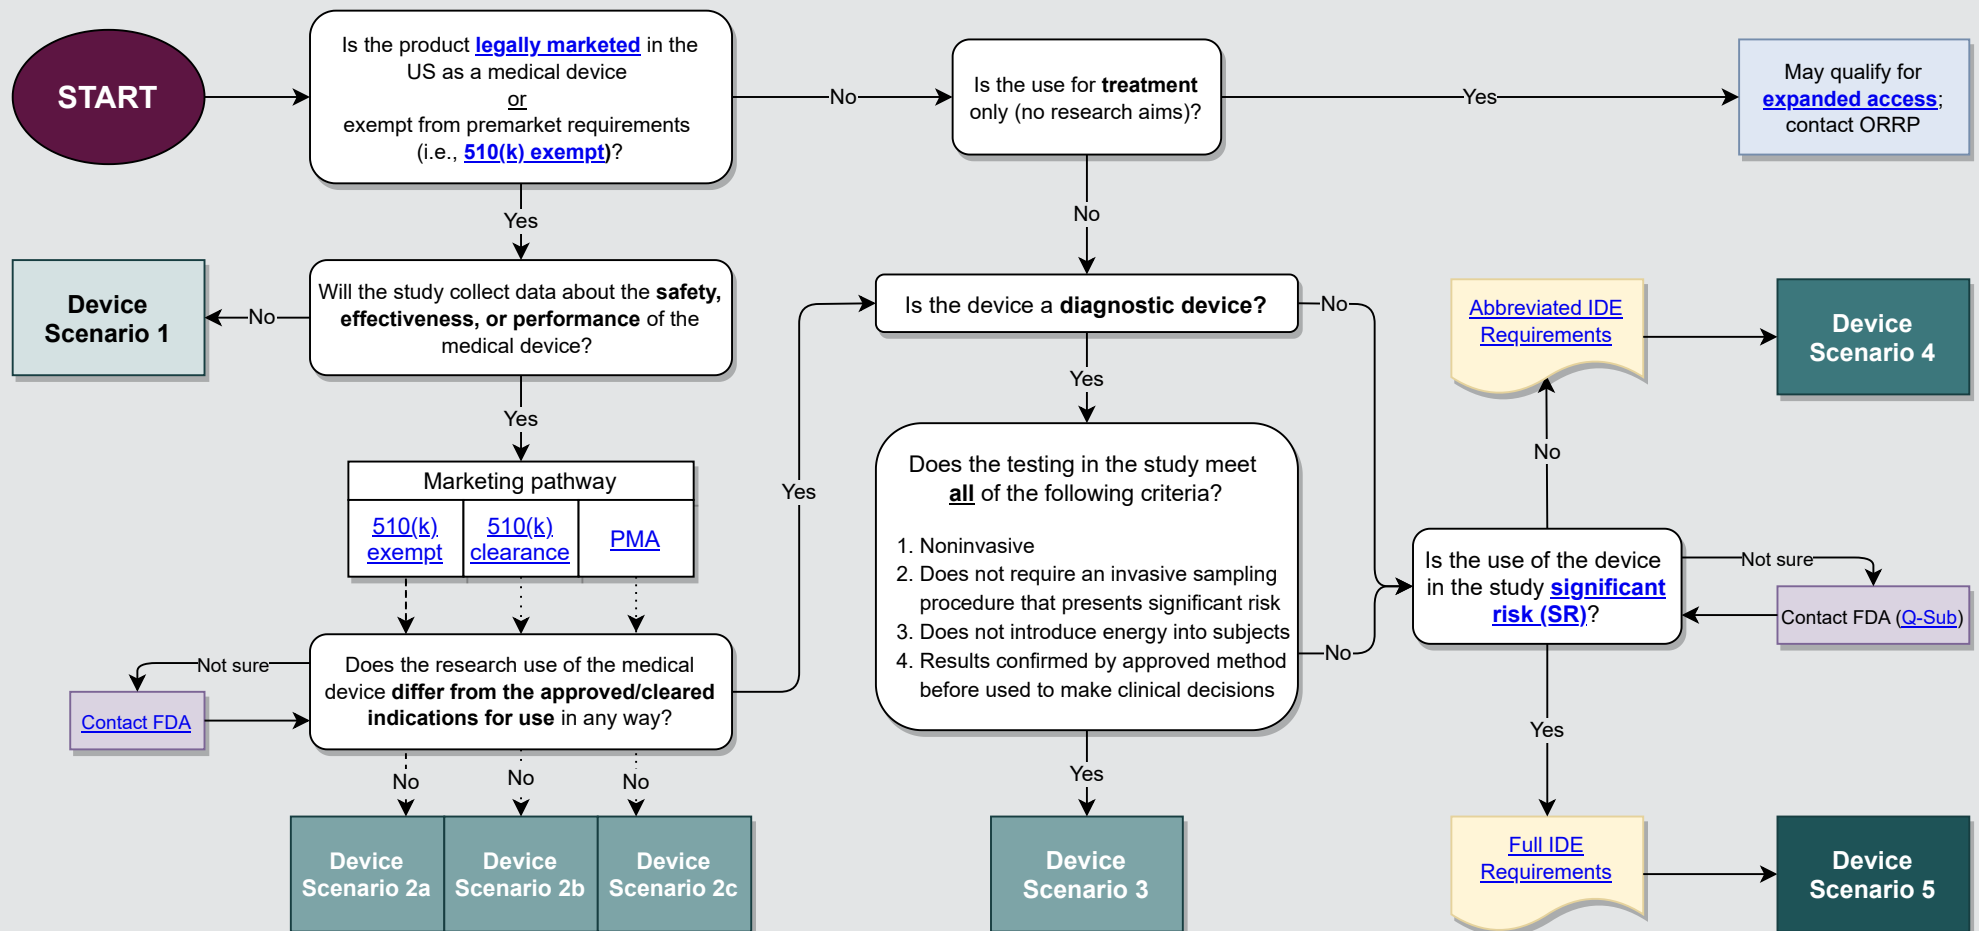 START
Is the product legally marketed in the
US as a medical device
or
exempt from premarket requirements
(i.e., 510(k) exempt)?
No
Is the use for treatment
only (no research aims)?
Yes
May qualify for
expanded access;
contact ORRP
Yes
No
Device
Scenario 1
No
Will the study collect data about the safety,
effectiveness, or performance of the
medical device?
Is the device a diagnostic device?
No
Abbreviated IDE
Requirements
Device
Scenario 4
Yes
Yes
Marketing pathway
510(k)
exempt
510(k)
clearance
PMA
Yes
Does the testing in the study meet
all of the following criteria?
1. Noninvasive
2. Does not require an invasive sampling
procedure that presents significant risk
3. Does not introduce energy into subjects
4. Results confirmed by approved method
before used to make clinical decisions
No
No
Is the use of the device
in the study significant
risk (SR)?
Not sure
Contact FDA (Q-Sub)
Not sure
Contact FDA
Does the research use of the medical
device differ from the approved/cleared
indications for use in any way?
No
No
No
Yes
Yes
Device
Scenario 2a
Device
Scenario 2b
Device
Scenario 2c
Device
Scenario 3
Full IDE
Requirements
Device
Scenario 5